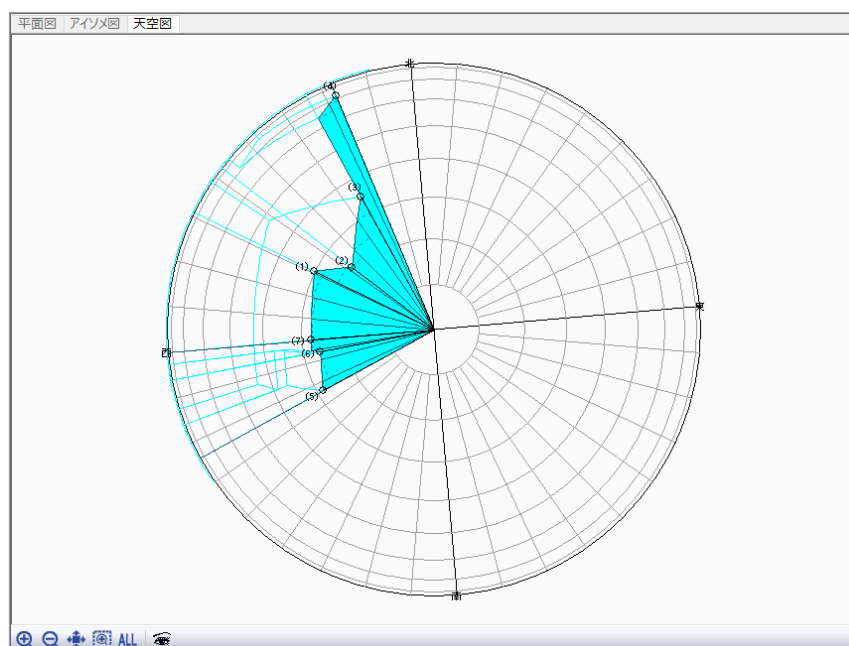 平面図 アイソメ図 天空図
北
(4)
(3)
(2)
(1)
東
(7)
西
(6)
(5)
南
ALL